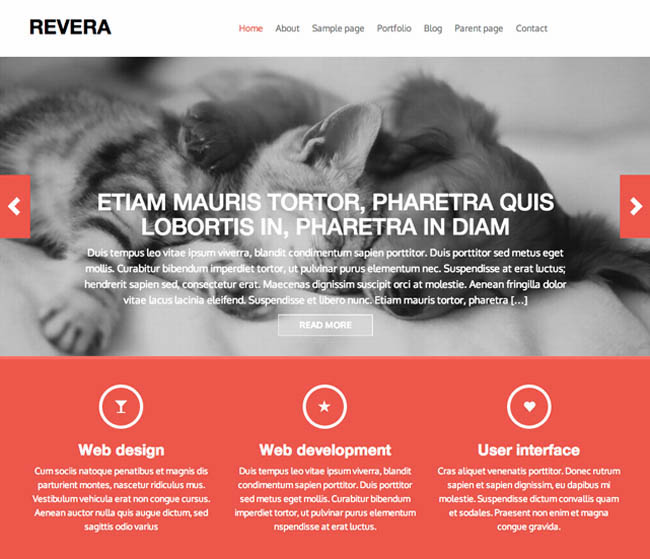 REVERA
Home About Sample page Portfolio Blog Parent page Contact
ETIAM MAURIS TORTOR, PHARETRA QUIS
LOBORTIS IN, PHARETRA IN DIAM
Duis tempus leo vitae ipsum viverra, blandit condimentum sapien porttitor. Duis porttitor sed metus eget
mollis. Curabitur bibendum imperdiet tortor, ut pulvinar purus elementum nec. Suspendisse at erat luctus;
hendrerit sapien sed, consectetur erat. Maecenas dignissim suscipit orci at molestie. Aenean fringilla dolor
vitae lacus lacinia eleifend. Suspendisse et libero nunc. Etiam mauris tortor, pharetra [...]
READ MORE
Web design
Cum sociis natoque penatibus et magnis dis
parturient montes, nascetur ridiculus mus.
Vestibulum vehicula erat non congue cursus.
Aenean auctor nulla quis augue dictum, sed
sagittis odio varius
Web development
Duis tempus leo vitae ipsum viverra, blandit
condimentum sapien porttitor. Duis porttitor
sed metus eget mollis. Curabitur bibendum
imperdiet tortor, ut pulvinar purus elementum
nspendisse at erat luctus.
User interface
Cras aliquet venenatis porttitor. Donec rutrum
sapien et sapien dignissim, eu dapibus mi
molestie. Suspendisse dictum convallis quam
et sodales. Praesent non enim et magna
congue gravida.